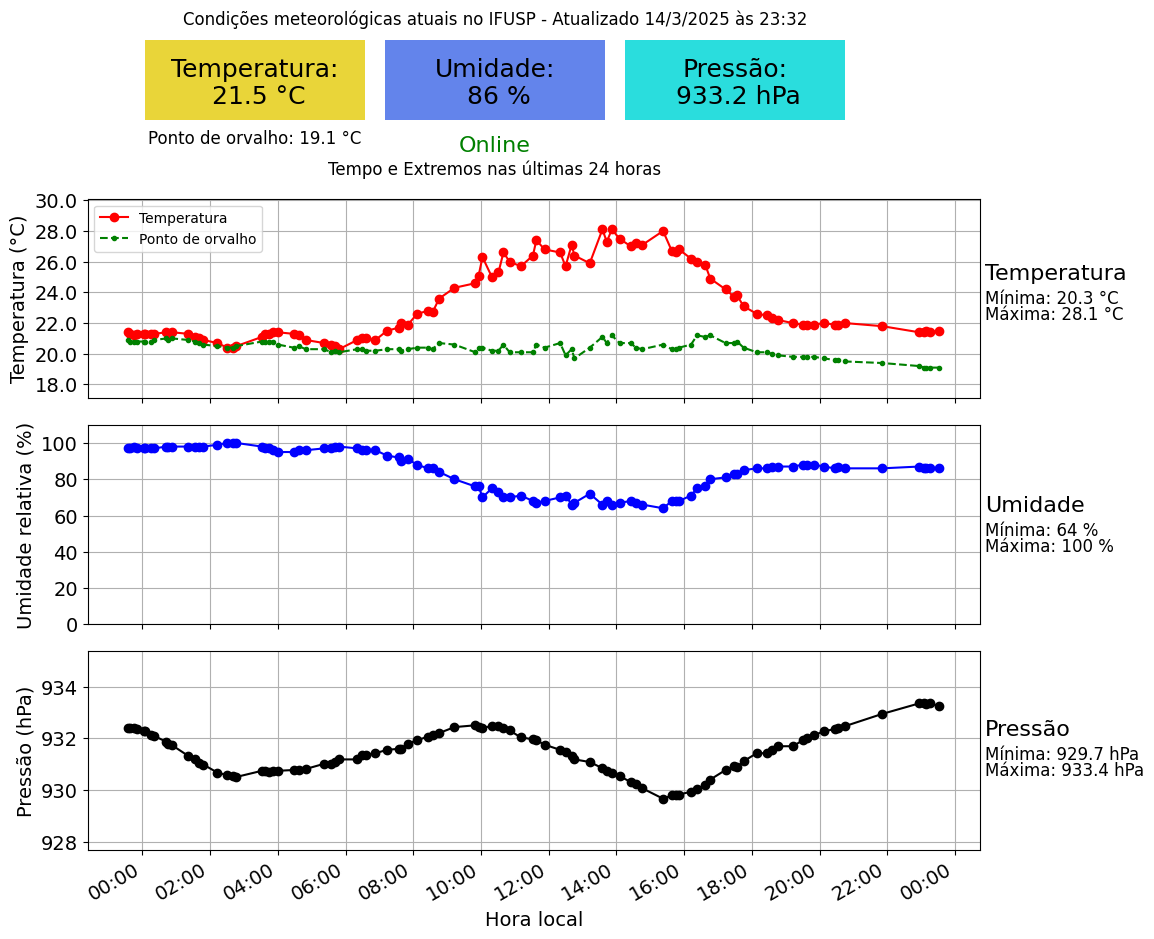 Condições meteorológicas atuais no IFUSP - Atualizado 14/3/2025 às 23:32
Temperatura:
21.5 °C
Umidade:
86 %
Pressão:
933.2 hPa
Ponto de orvalho: 19.1 °C
Online
Tempo e Extremos nas últimas 24 horas
Temperatura (°C)
30.0
28.0
26.0
24.0
22.0
20.0
18.0
Temperatura
Ponto de orvalho
Temperatura
Mínima: 20.3 °C
Máxima: 28.1 °C
Umidade relativa (%)
100
80
60
40
20
0
Umidade
Mínima: 64 %
Máxima: 100 %
Pressão (hPa)
934
932
930
928
Pressão
Mínima: 929.7 hPa
Máxima: 933.4 hPa
00:00 02:00 04:00 06:00 08:00 10:00 12:00 14:00 16:00 18:00 20:00 22:00 00:00
Hora local